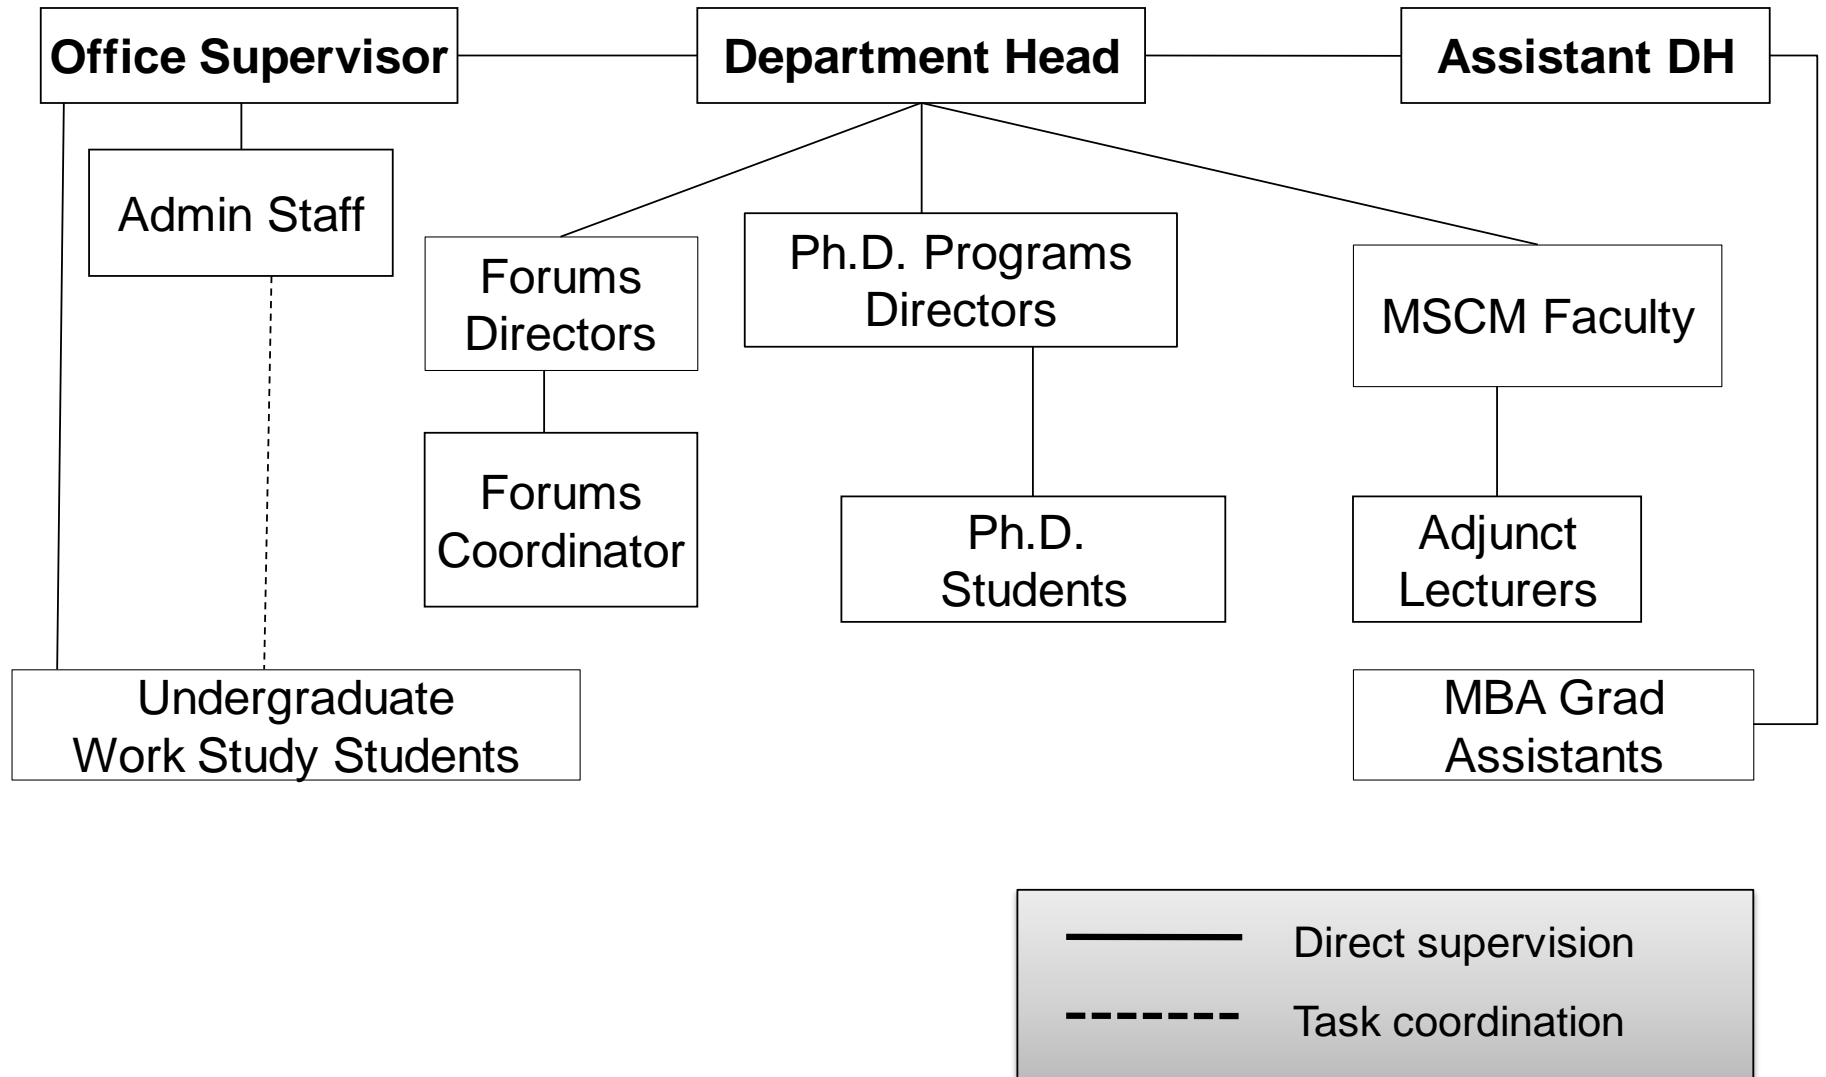 Office Supervisor
Department Head
Assistant DH
Admin Staff
Forums
Directors
Ph.D. Programs
Directors
MSCM Faculty
Forums
Coordinator
Ph.D.
Students
Adjunct
Lecturers
Undergraduate
Work Study Students
MBA Grad
Assistants
Direct supervision
Task coordination